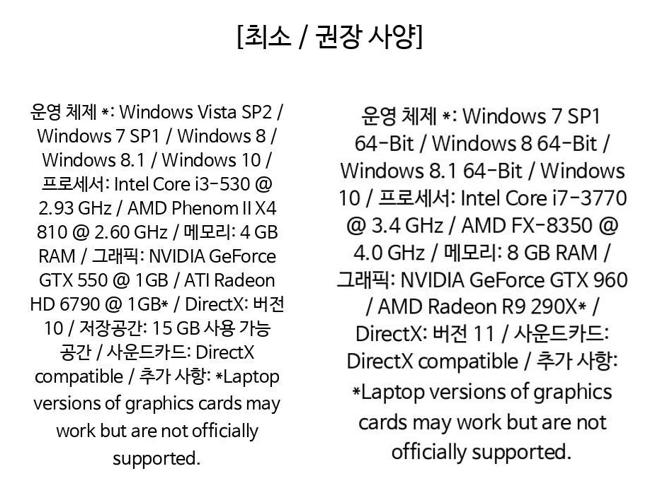 [최소 / 권장 사양]
운영 체제 *: Windows Vista SP2 /
Windows 7 SP1 / Windows 8 /
Windows 8.1 / Windows 10 /
프로세서: Intel Core i3-530 @
2.93 GHz / AMD Phenom II X4
810 @ 2.60 GHz / 메모리: 4 GB
RAM / 그래픽: NVIDIA GeForce
GTX 550 @ 1GB / ATI Radeon
HD 6790 @ 1GB* / DirectX: 버전
10 / 저장공간: 15 GB 사용 가능
공간 / 사운드카드: DirectX
compatible / 추가 사항: *Laptop
versions of graphics cards may
work but are not officially
supported.
운영 체제 *: Windows 7 SP1
64-Bit / Windows 8 64-Bit /
Windows 8.1 64-Bit / Windows
10 / 프로세서: Intel Core i7-3770
@ 3.4 GHz / AMD FX-8350 @
4.0 GHz / 메모리: 8 GB RAM /
그래픽: NVIDIA GeForce GTX 960
/ AMD Radeon R9 290X* /
DirectX: 버전 11 / 사운드카드:
DirectX compatible / 추가 사항:
*Laptop versions of graphics
cards may work but are not
officially supported.